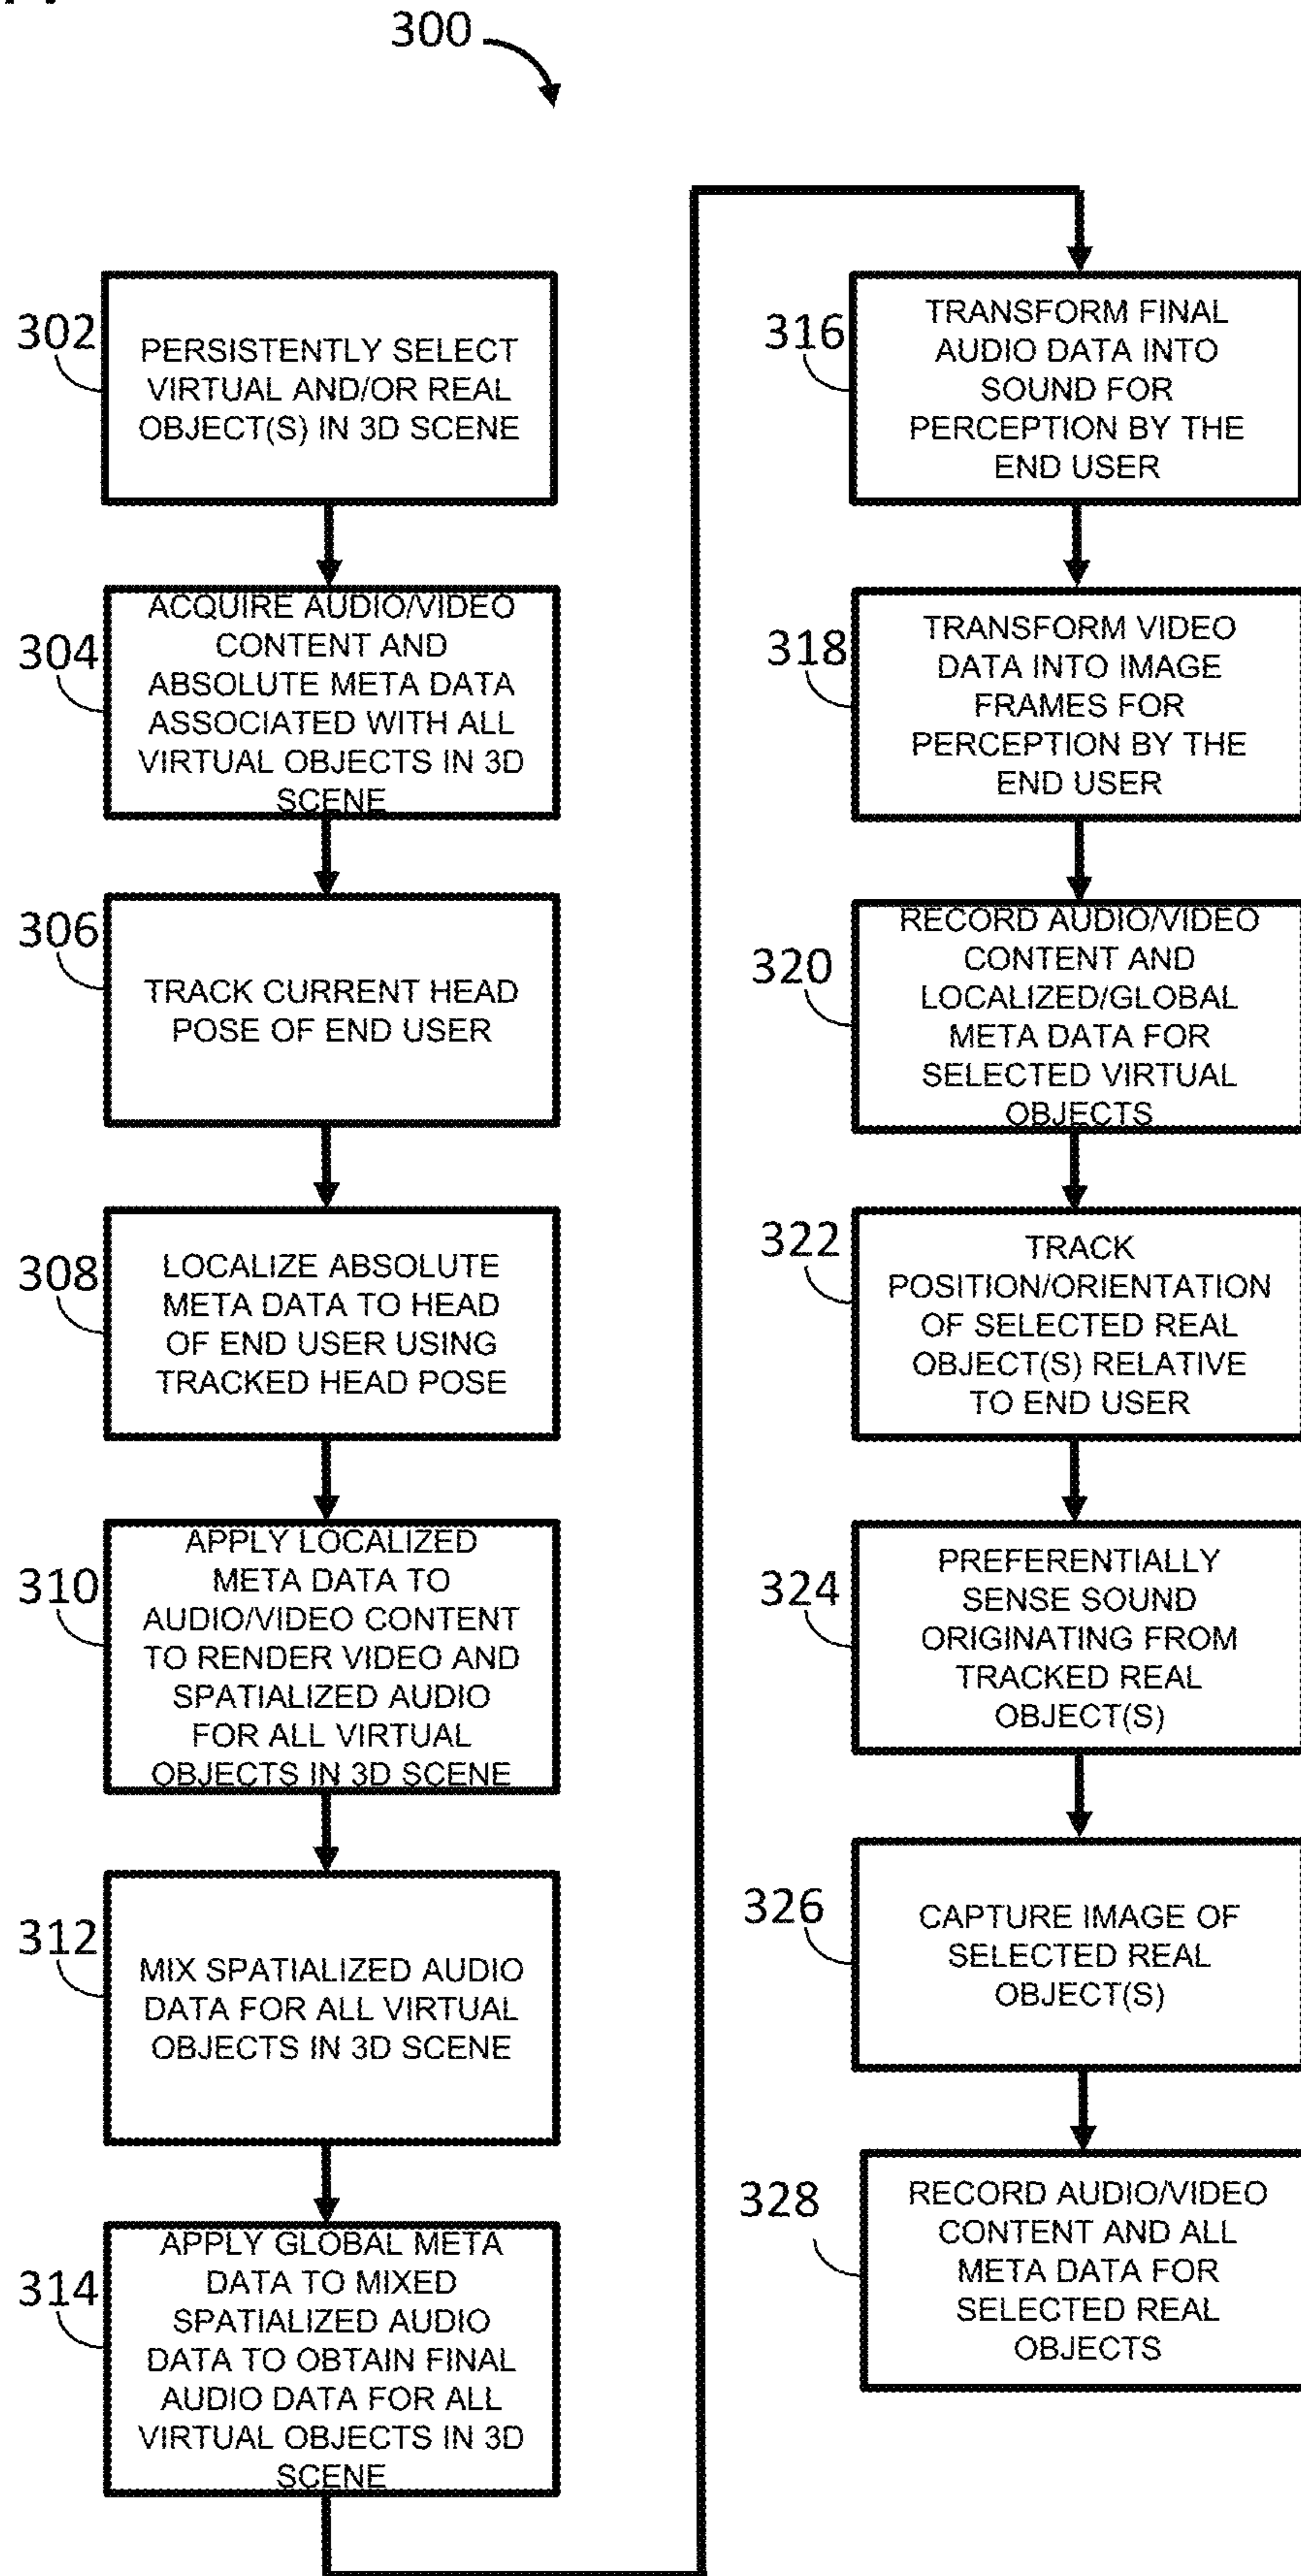 300
302
PERSISTENTLY SELECT
VIRTUAL AND/OR REAL
OBJECT(S) IN 3D SCENE
304
ACQUIRE AUDIO/VIDEO
CONTENT AND
ABSOLUTE META DATA
ASSOCIATED WITH ALL
VIRTUAL OBJECTS IN 3D
SCENE
306
TRACK CURRENT HEAD
POSE OF END USER
308
LOCALIZE ABSOLUTE
META DATA TO HEAD
OF END USER USING
TRACKED HEAD POSE
310
APPLY LOCALIZED
META DATA TO
AUDIO/VIDEO CONTENT
TO RENDER VIDEO AND
SPATIALIZED AUDIO
FOR ALL VIRTUAL
OBJECTS IN 3D SCENE
312
MIX SPATIALIZED AUDIO
DATA FOR ALL VIRTUAL
OBJECTS IN 3D SCENE
314
APPLY GLOBAL META
DATA TO MIXED
SPATIALIZED AUDIO
DATA TO OBTAIN FINAL
AUDIO DATA FOR ALL
VIRTUAL OBJECTS IN 3D
SCENE
316
TRANSFORM FINAL
AUDIO DATA INTO
SOUND FOR
PERCEPTION BY THE
END USER
318
TRANSFORM VIDEO
DATA INTO IMAGE
FRAMES FOR
PERCEPTION BY THE
END USER
320
RECORD AUDIO/VIDEO
CONTENT AND
LOCALIZED/GLOBAL
META DATA FOR
SELECTED VIRTUAL
OBJECTS
322
TRACK
POSITION/ORIENTATION
OF SELECTED REAL
OBJECT(S) RELATIVE
TO END USER
324
PREFERENTIALLY
SENSE SOUND
ORIGINATING FROM
TRACKED REAL
OBJECT(S)
326
CAPTURE IMAGE OF
SELECTED REAL
OBJECT(S)
328
RECORD AUDIO/VIDEO
CONTENT AND ALL
META DATA FOR
SELECTED REAL
OBJECTS